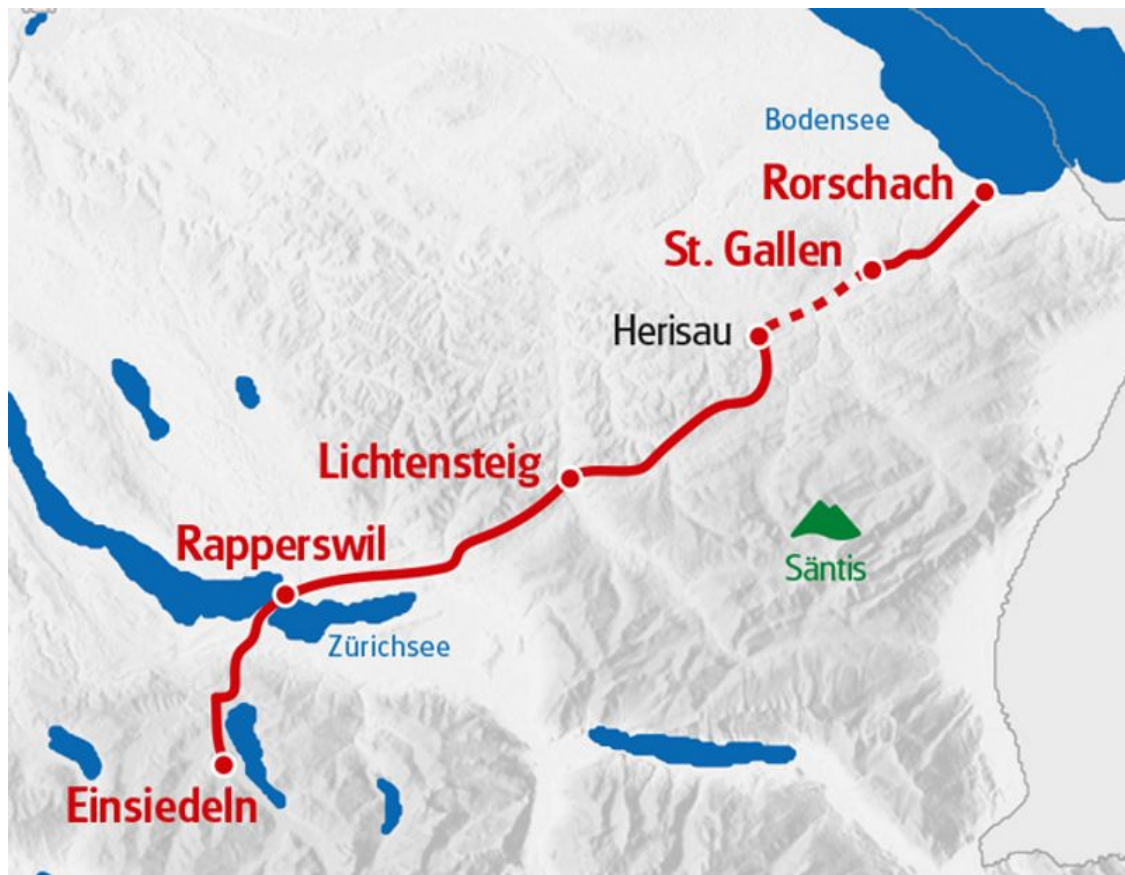 Bodensee
Rorschach
St. Gallen
Herisau
Lichtensteig
Rapperswil
Säntis
Zürichsee
Einsiedeln